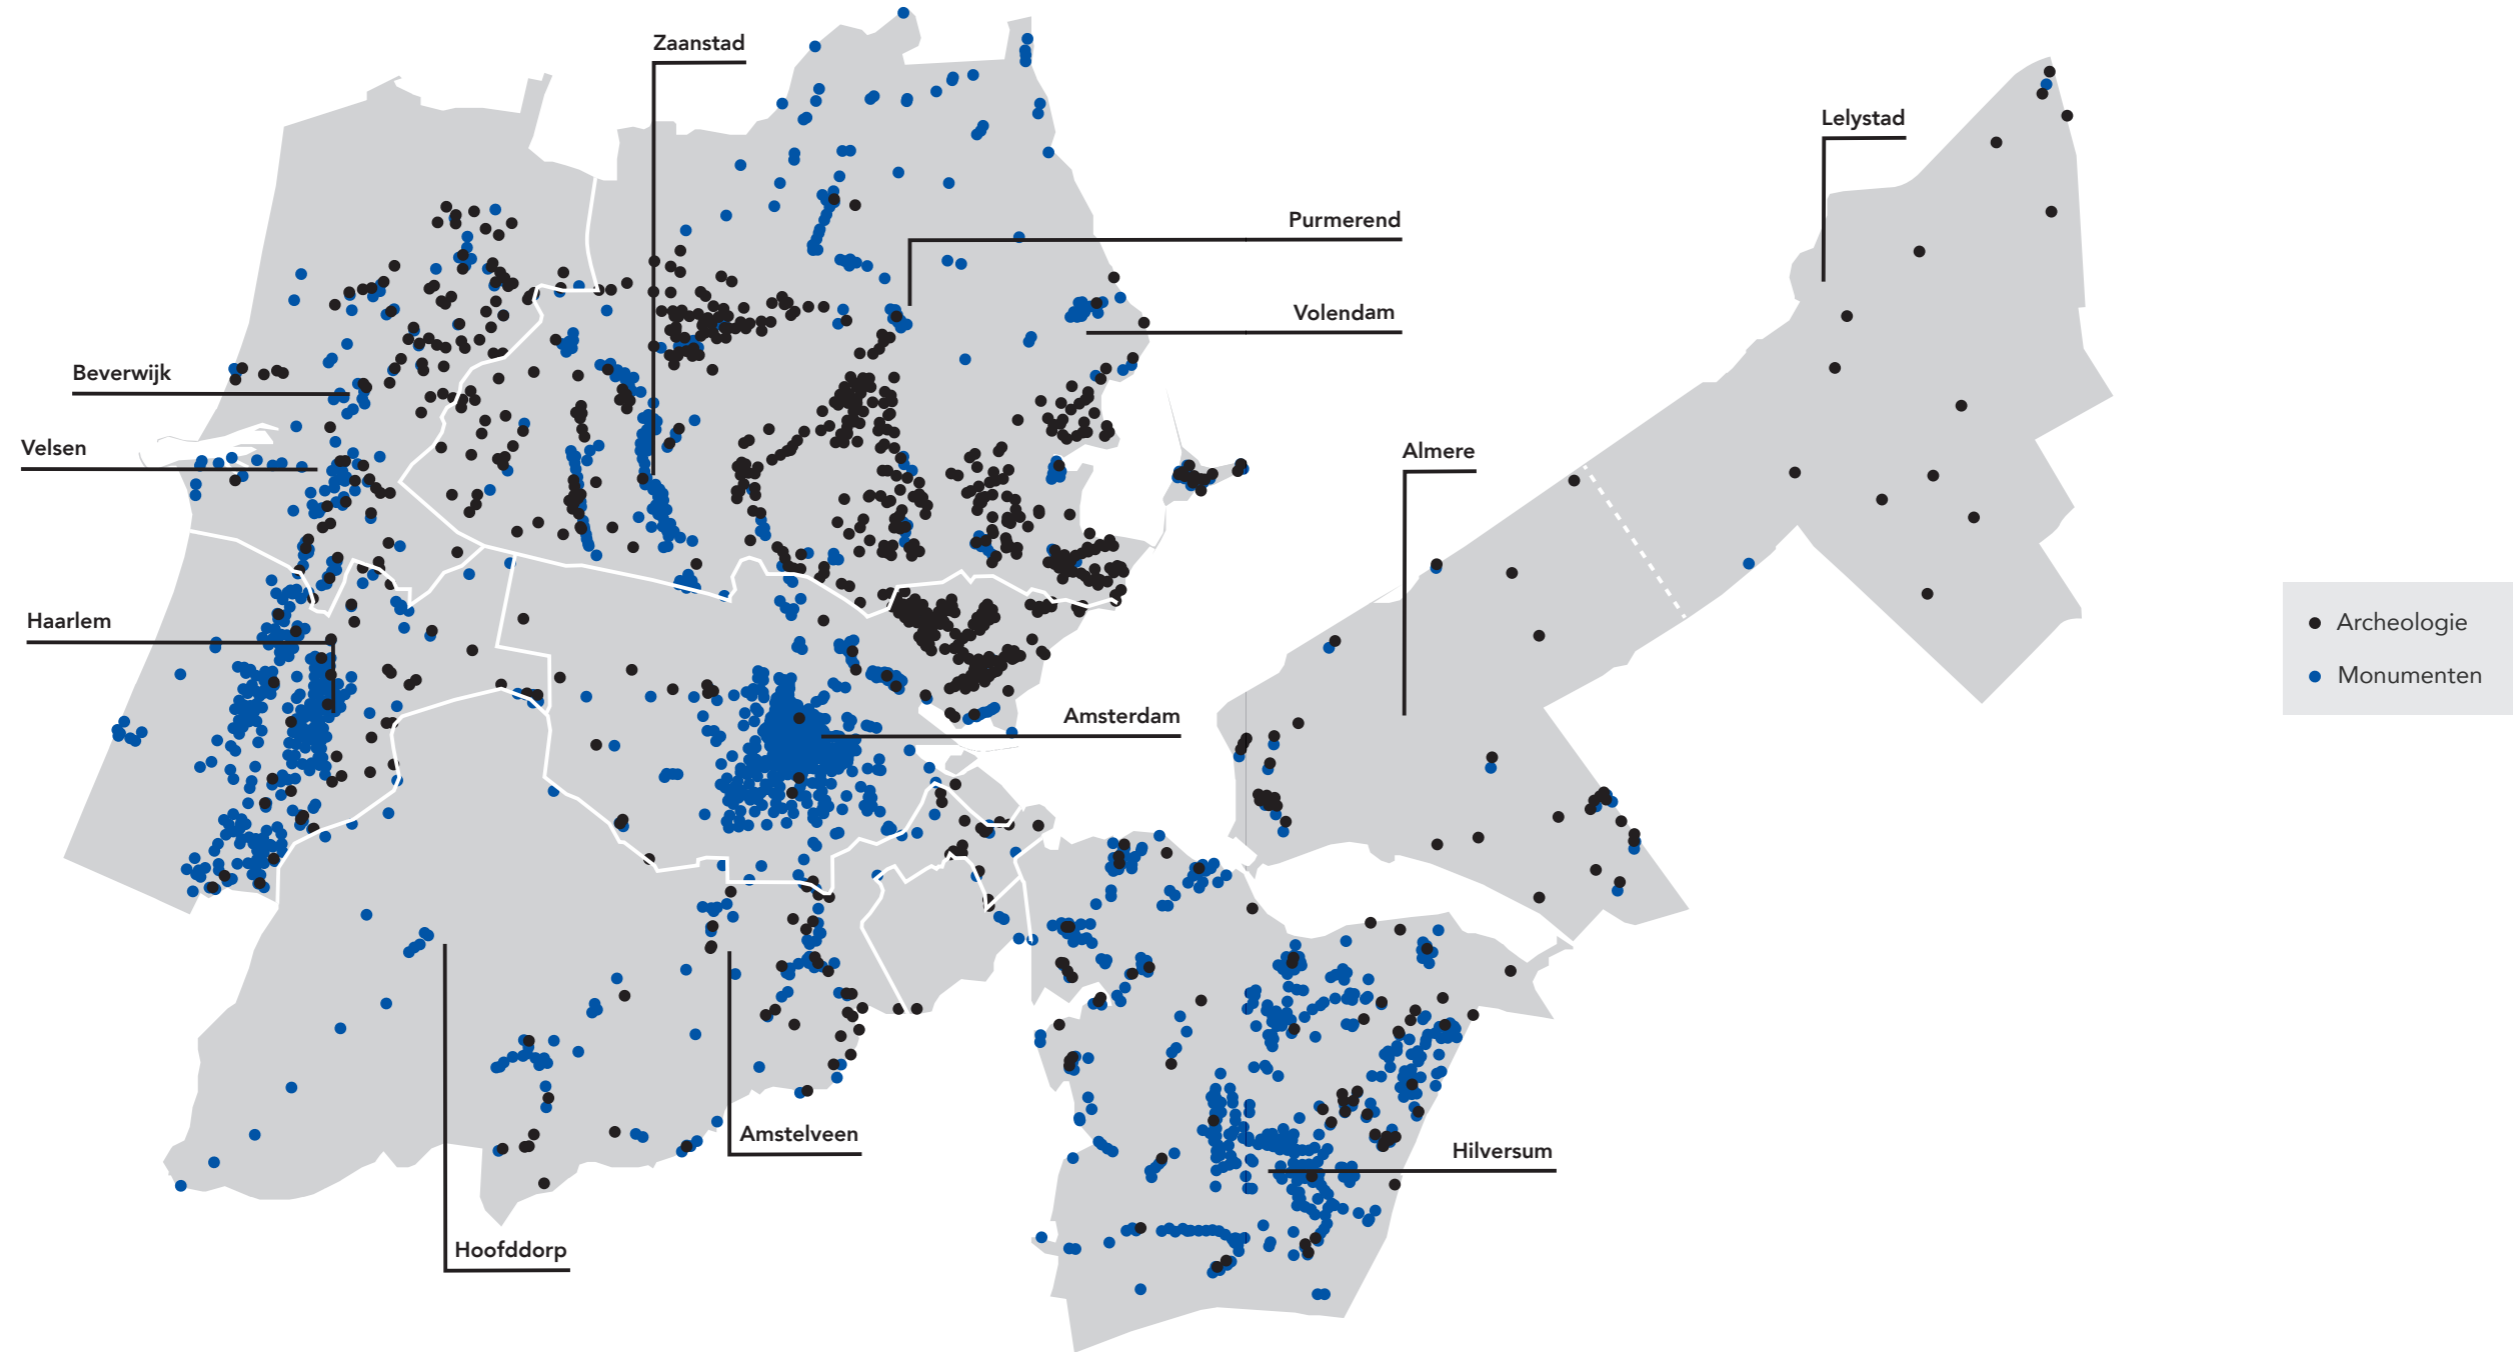 Zaanstad
Lelystad
Purmerend
Volendam
Beverwijk
Velsen
Almere
Haarlem
Archeologie
Monumenten
Amsterdam
Amstelveen
Hilversum
Hoofddorp